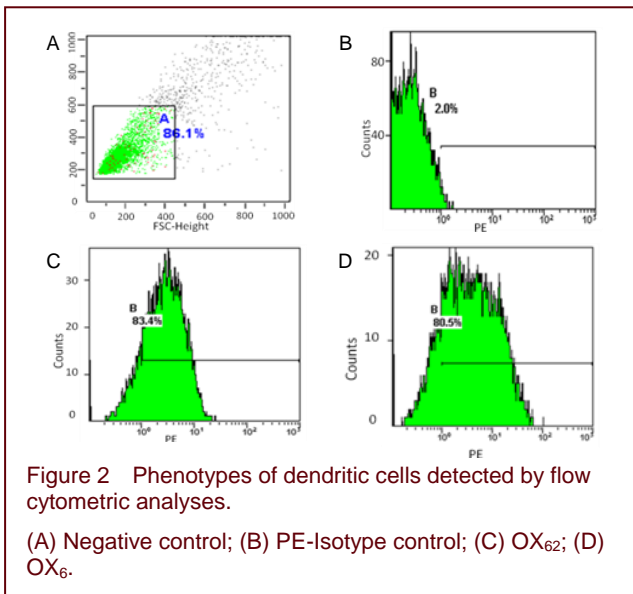 A
1000
800
600
400
200
A
86.1%
0 200 400 600 800 1000
FSC-Height
B
80
40
Counts
B
2.0%
10⁰ 10¹ 10² 10³
PE
C
30
20
10
0
Counts
B
83.4%
10⁰ 10¹ 10² 10³
PE
D
20
10
0
Counts
B
80.5%
10⁰ 10¹ 10² 10³
PE
Figure 2 Phenotypes of dendritic cells detected by flow
cytometric analyses.
(A) Negative control; (B) PE-Isotype control; (C) OX₆₂; (D)
OX₆.